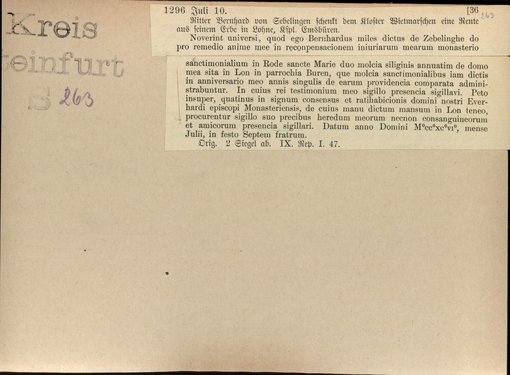 Kreis
Steinfurt
S 263
1296 Juli 10. [36
263
Ritter Bernhard von Sebelingen schenkt dem Kloster Wietmarschen eine Rente
aus seinem Erbe in Lohne, Kspl. Emsbüren.
Noverint universi, quod ego Bernhardus miles dictus de Zebelinghe do
pro remedio anime mee in reconpensacionem iniuriarum mearum monasterio
sanctimonialium in Rode sancte Marie duo molcia siliginis annuatim de domo
mea sita in Lon in parrochia Buren, que molcia sanctimonialibus iam dictis
in anniversario meo annis singulis de earum providencia comparata admini-
strabuntur. In cuius rei testimonium meo sigillo presencia sigillavi. Peto
insuper, quatinus in signum consensus et ratihabicionis domini nostri Ever-
hardi episcopi Monasteriensis, de cuius manu dictum mansum in Lon teneo,
procurentur sigillo suo precibus heredum meorum necnon consanguineorum
et amicorum presencia sigillari. Datum anno Domini M°cc°xc°vi°, mense
Julii, in festo Septem fratrum.
Orig. 2 Siegel ab. IX. Rep. I. 47.